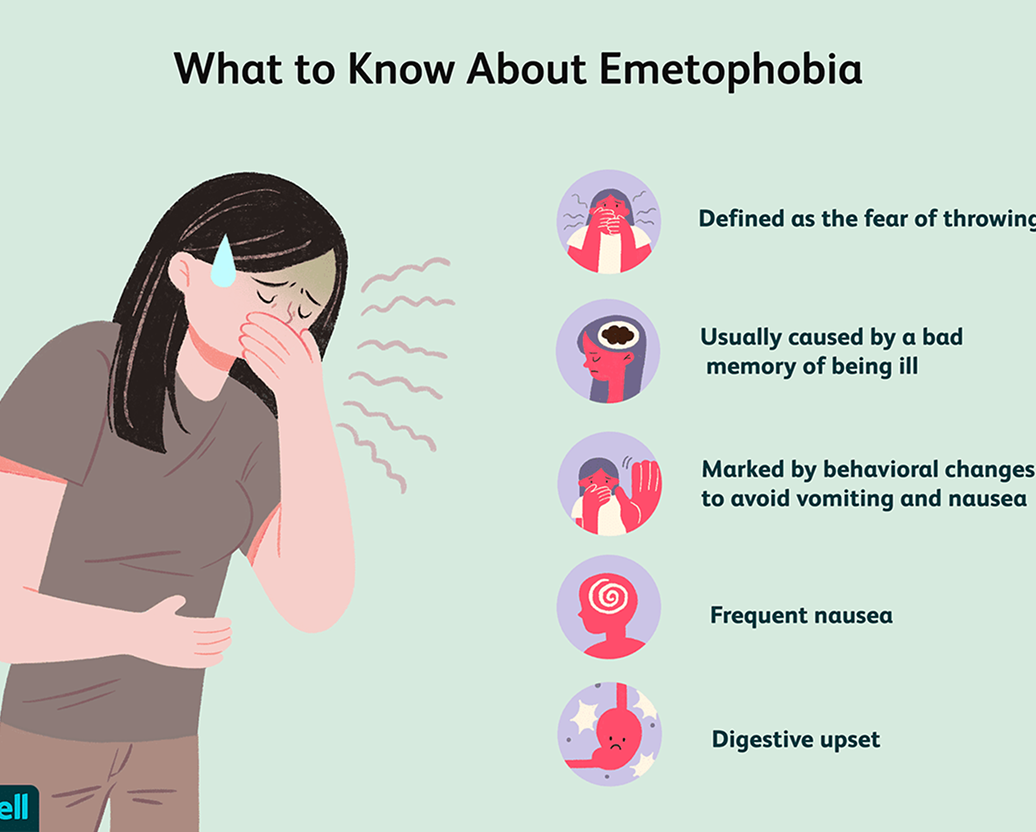 What to Know About Emetophobia
Defined as the fear of throwing
Usually caused by a bad
memory of being ill
Marked by behavioral changes
to avoid vomiting and nausea
Frequent nausea
Digestive upset
ell